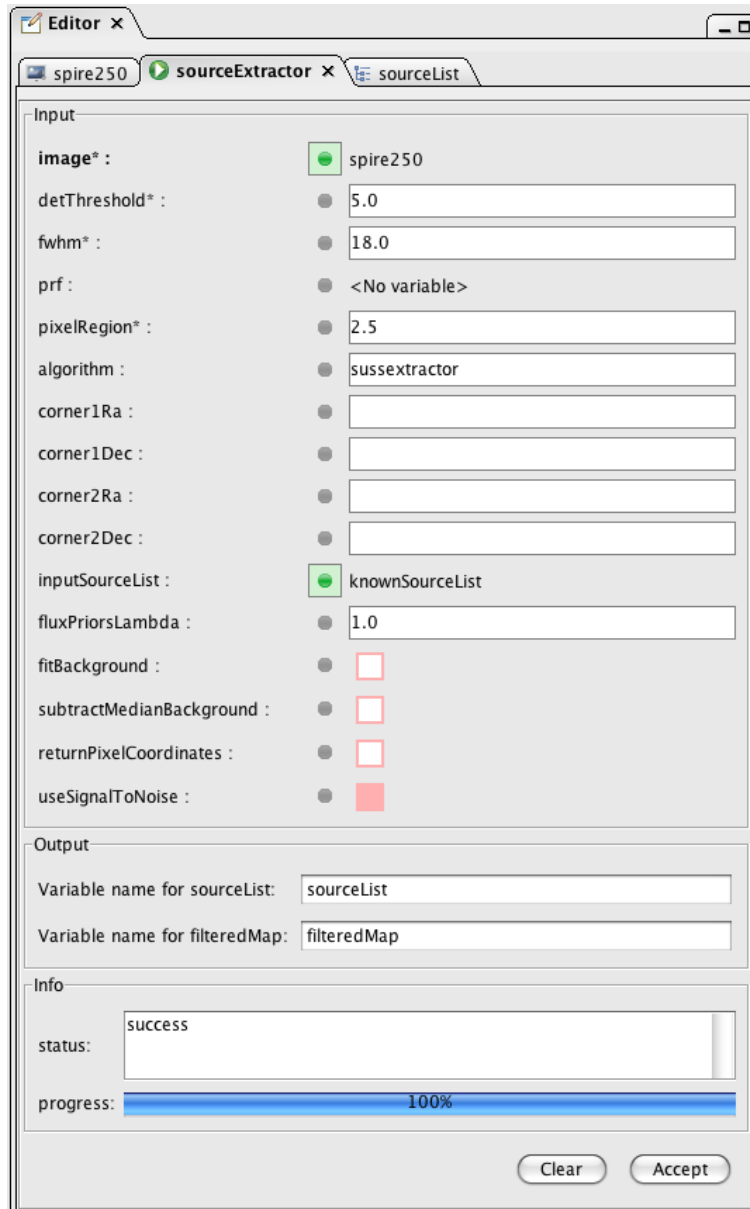 Editor ×
spire250 sourceExtractor × sourceList
Input
image* : spire250
detThreshold* : 5.0
fwhm* : 18.0
prf : <No variable>
pixelRegion* : 2.5
algorithm : sussextractor
corner1Ra :
corner1Dec :
corner2Ra :
corner2Dec :
inputSourceList : knownSourceList
fluxPriorsLambda : 1.0
fitBackground :
subtractMedianBackground :
returnPixelCoordinates :
useSignalToNoise :
Output
Variable name for sourceList: sourceList
Variable name for filteredMap: filteredMap
Info
status: success
progress: 100%
Clear Accept